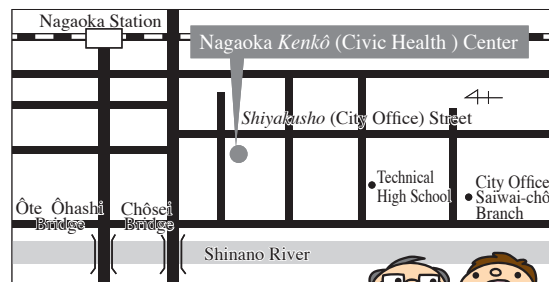 Nagaoka Station
Nagaoka Kenkô (Civic Health ) Center
Shiyakusho (City Office) Street
Technical
High School
City Office
Saiwai-chô
Branch
Ôte Ôhashi
Bridge
Chôsei
Bridge
Shinano River